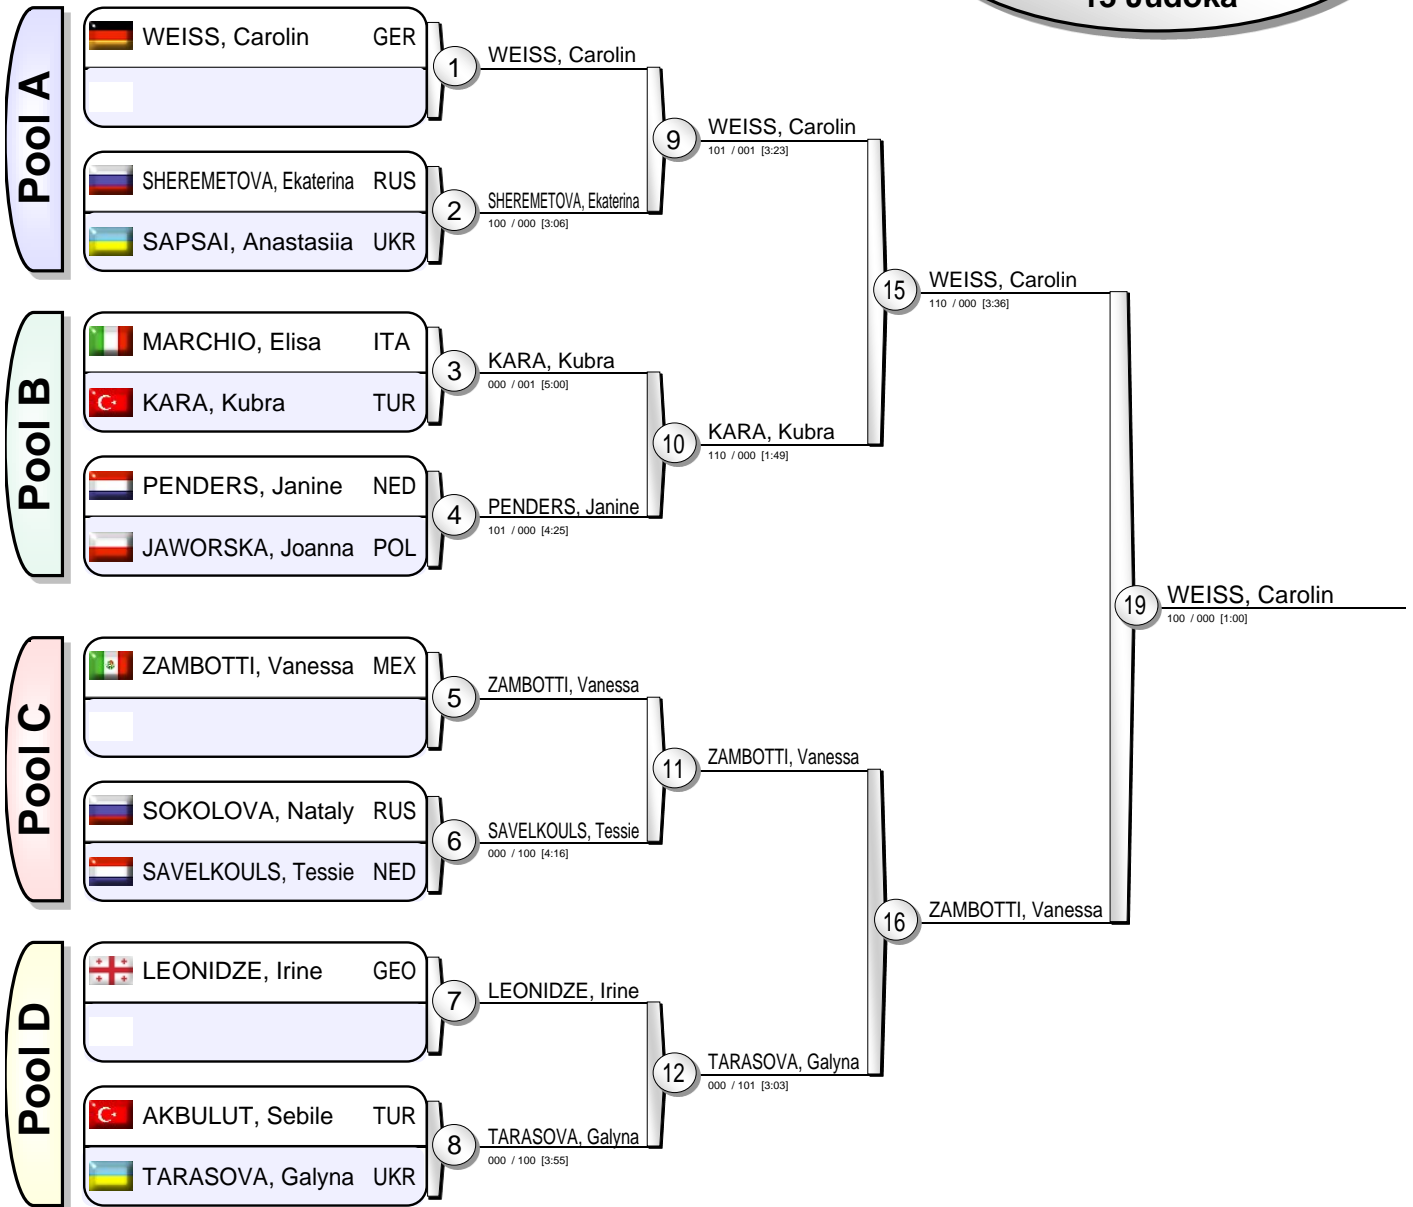 13 Judoka
Pool A
WEISS, Carolin GER
SHEREMETOVA, Ekaterina RUS
SAPSAI, Anastasiia UKR
1
WEISS, Carolin
2
SHEREMETOVA, Ekaterina
100 / 000 [3:06]
9
WEISS, Carolin
101 / 001 [3:23]
Pool B
MARCHIO, Elisa ITA
KARA, Kubra TUR
PENDERS, Janine NED
JAWORSKA, Joanna POL
3
KARA, Kubra
000 / 001 [5:00]
4
PENDERS, Janine
101 / 000 [4:25]
10
KARA, Kubra
110 / 000 [1:49]
15
WEISS, Carolin
110 / 000 [3:36]
Pool C
ZAMBOTTI, Vanessa MEX
SOKOLOVA, Nataly RUS
SAVELKOULS, Tessie NED
5
ZAMBOTTI, Vanessa
6
SAVELKOULS, Tessie
000 / 100 [4:16]
11
ZAMBOTTI, Vanessa
Pool D
LEONIDZE, Irine GEO
AKBULUT, Sebile TUR
TARASOVA, Galyna UKR
7
LEONIDZE, Irine
8
TARASOVA, Galyna
000 / 100 [3:55]
12
TARASOVA, Galyna
000 / 101 [3:03]
16
ZAMBOTTI, Vanessa
19
WEISS, Carolin
100 / 000 [1:00]